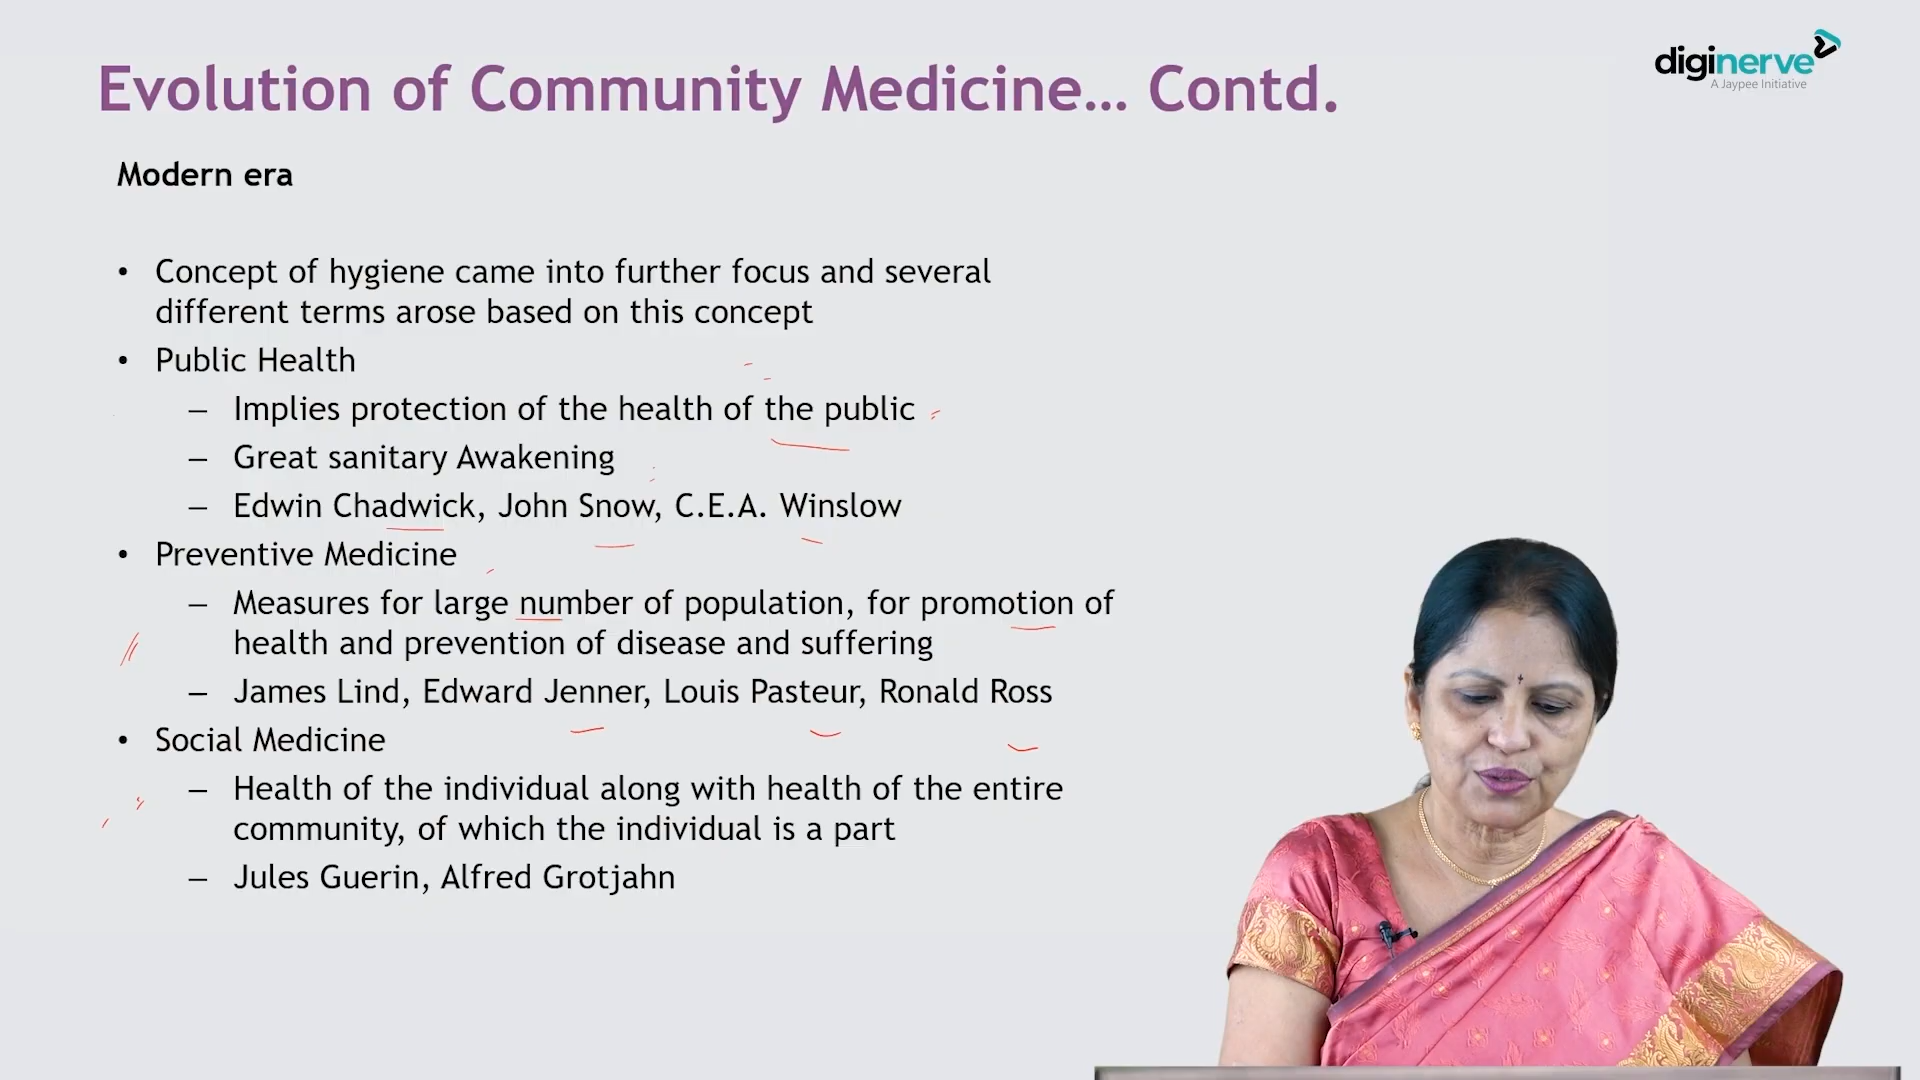 Evolution of Community Medicine... Contd.
diginerve
A Jaypee Initiative
Modern era
• Concept of hygiene came into further focus and several
different terms arose based on this concept
• Public Health
– Implies protection of the health of the public
– Great sanitary Awakening
– Edwin Chadwick, John Snow, C.E.A. Winslow
• Preventive Medicine
– Measures for large number of population, for promotion of
health and prevention of disease and suffering
– James Lind, Edward Jenner, Louis Pasteur, Ronald Ross
• Social Medicine
– Health of the individual along with health of the entire
community, of which the individual is a part
– Jules Guerin, Alfred Grotjahn